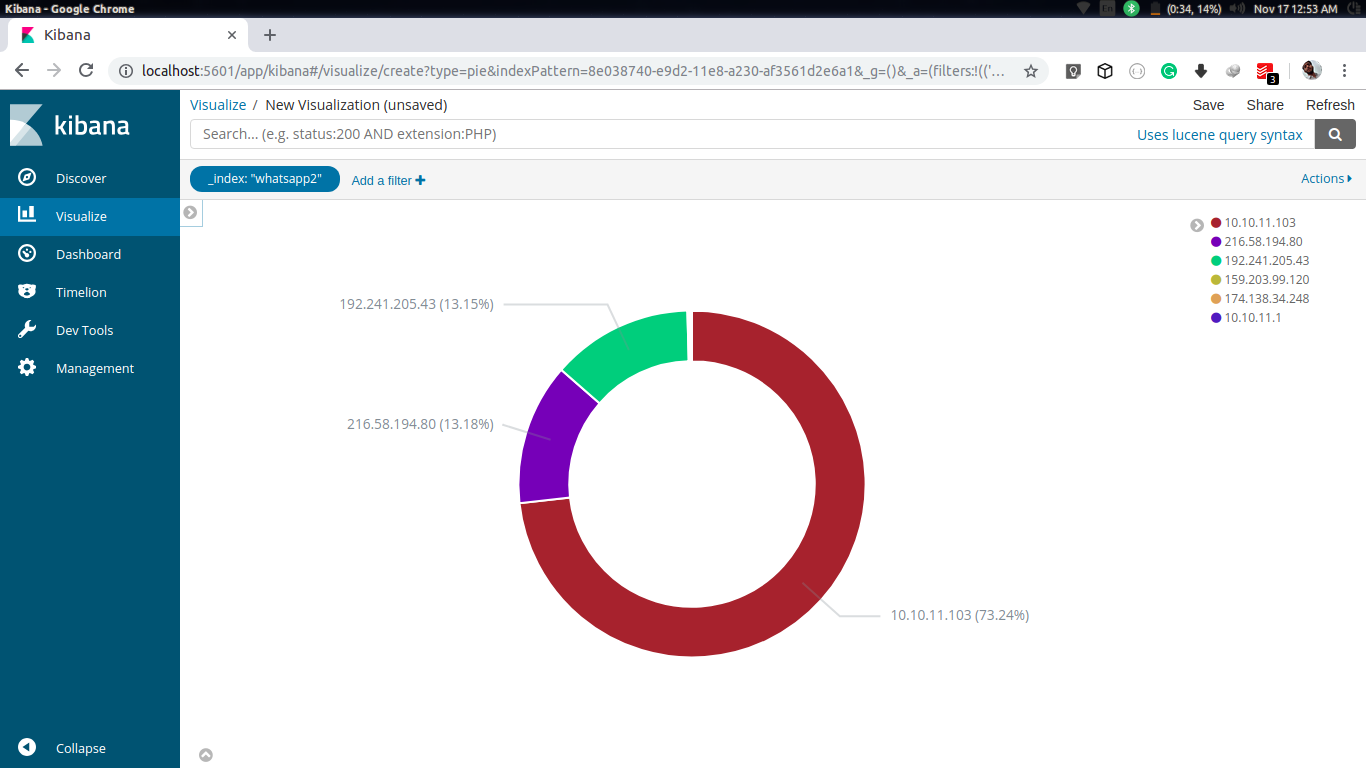 Kibana - Google Chrome
En
(0:34, 14%)
Nov 17 12:53 AM
Kibana
localhost:5601/app/kibana#/visualize/create?type=pie&indexPattern=8e038740-e9d2-11e8-a230-af3561d2e6a1&_g=()&_a=(filters:!(('...
3
kibana
Discover
Visualize
Dashboard
Timelion
Dev Tools
Management
Collapse
Visualize / New Visualization (unsaved)
Save Share Refresh
Search... (e.g. status:200 AND extension:PHP)
Uses lucene query syntax
_index: "whatsapp2"
Add a filter
Actions
192.241.205.43 (13.15%)
216.58.194.80 (13.18%)
10.10.11.103 (73.24%)
10.10.11.103
216.58.194.80
192.241.205.43
159.203.99.120
174.138.34.248
10.10.11.1